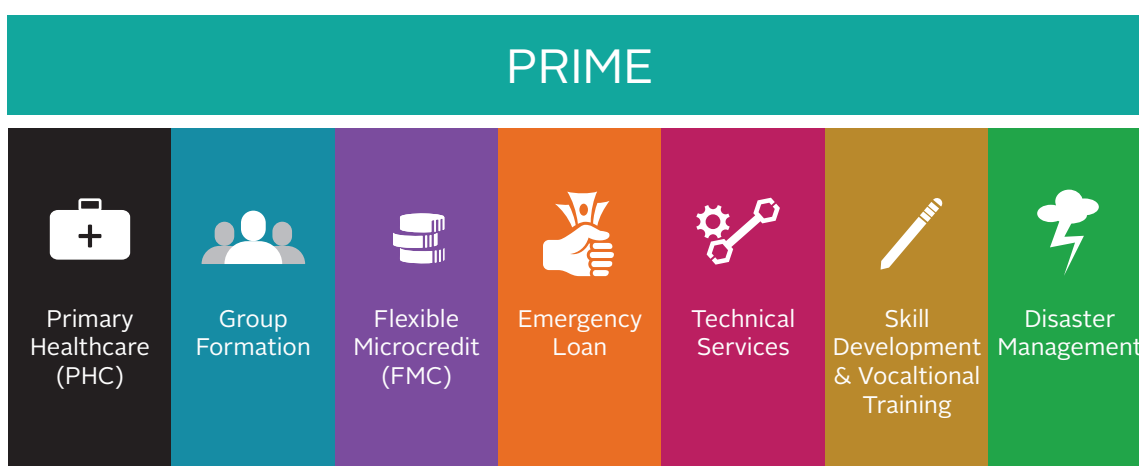 PRIME
Primary
Healthcare
(PHC)
Group
Formation
Flexible
Microcredit
(FMC)
Emergency
Loan
Technical
Services
Skill
Development
& Vocaltional
Training
Disaster
Management